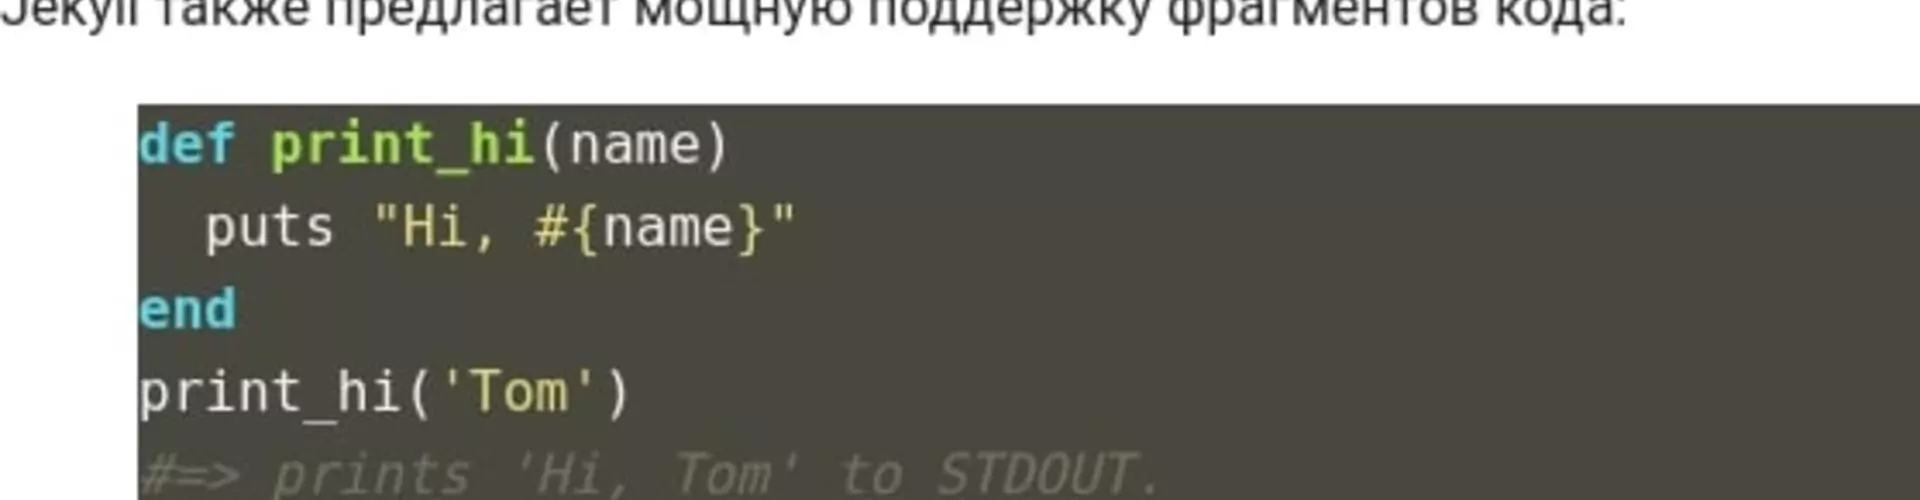 Jekyll также предлагает мощную поддержку фрагментов кода:
def print_hi(name)
  puts "Hi, #{name}"
end
print_hi('Tom')
#=> prints 'Hi, Tom' to STDOUT.